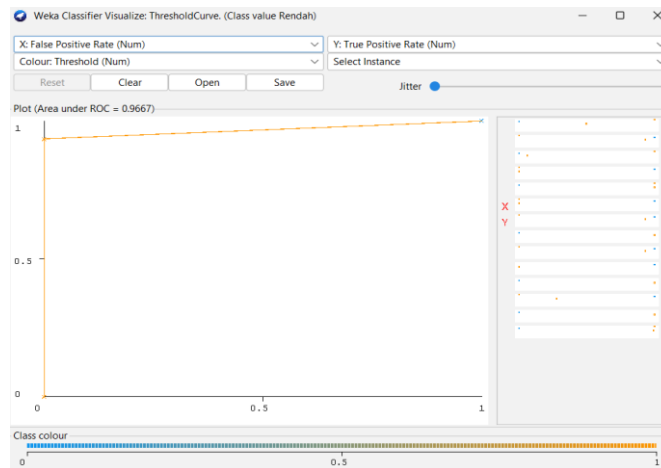 Weka Classifier Visualize: ThresholdCurve. (Class value Rendah)
X: False Positive Rate (Num)
Y: True Positive Rate (Num)
Colour: Threshold (Num)
Select Instance
Reset
Clear
Open
Save
Jitter
Plot (Area under ROC = 0.9667)
1
0.5
0
0
0.5
1
X
Y
Class colour
0
0.5
1